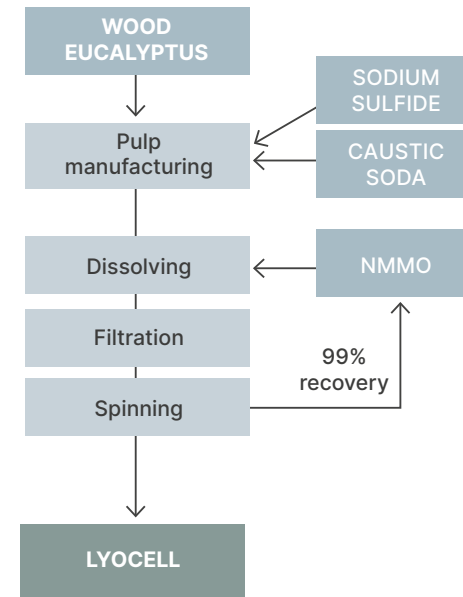 WOOD
EUCALYPTUS
SODIUM
SULFIDE
Pulp
manufacturing
CAUSTIC
SODA
Dissolving
NMMO
Filtration
99%
recovery
Spinning
LYOCELL